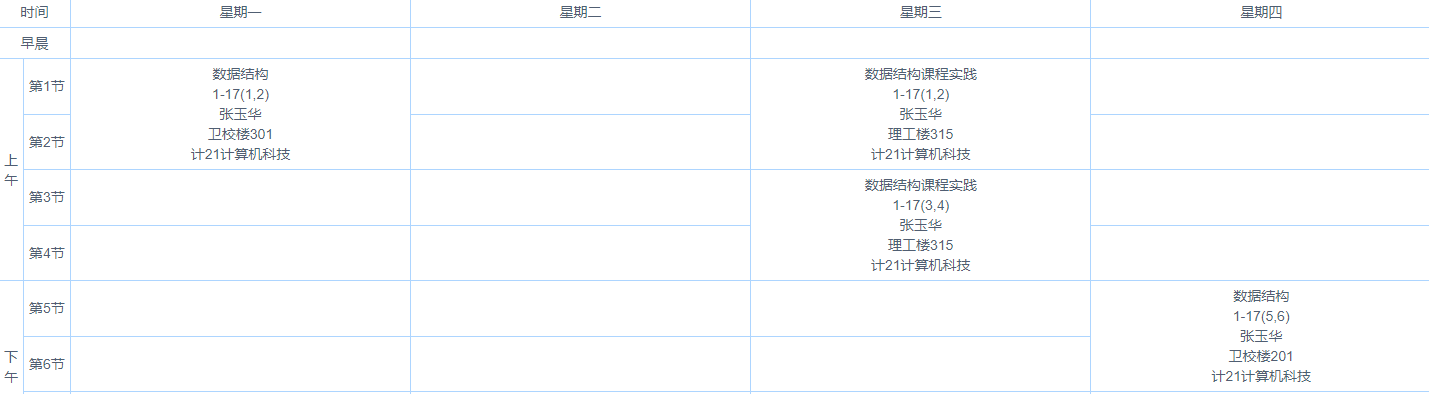 时间
星期一
星期二
星期三
星期四
早晨
上午
第1节
数据结构
1-17(1,2)
张玉华
卫校楼301
计21计算机科技
数据结构课程实践
1-17(1,2)
张玉华
理工楼315
计21计算机科技
第2节
第3节
数据结构课程实践
1-17(3,4)
张玉华
理工楼315
计21计算机科技
第4节
下午
第5节
数据结构
1-17(5,6)
张玉华
卫校楼201
计21计算机科技
第6节